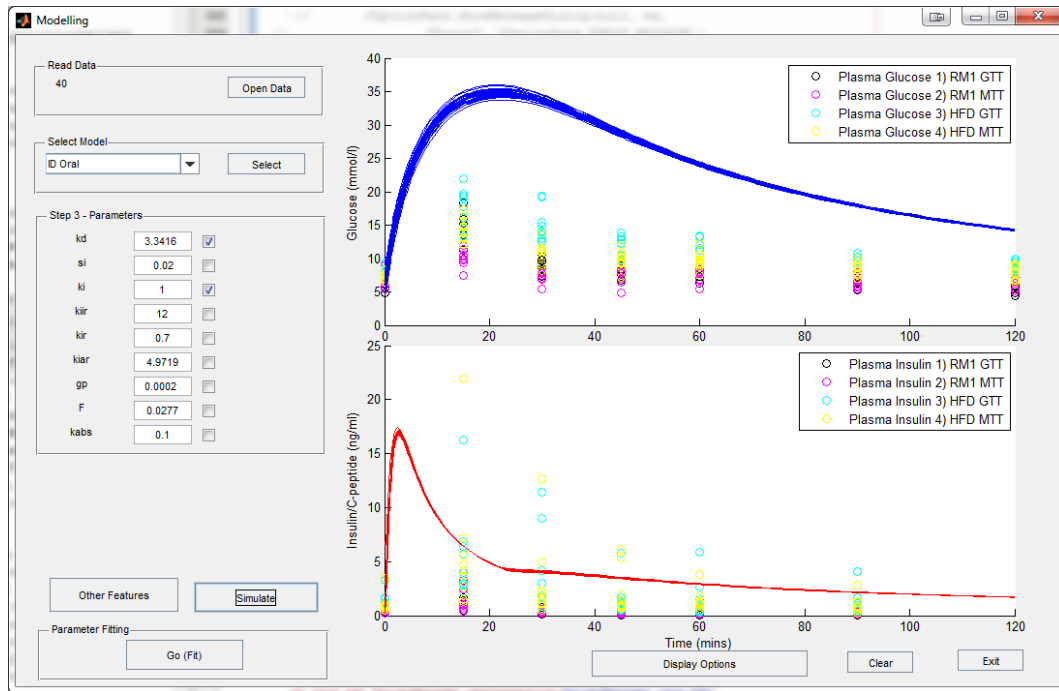 Modelling
Read Data
40
Open Data
Select Model
ID Oral
Select
Step 3 - Parameters
kd 3.3416
si 0.02
ki 1
kiir 12
kir 0.7
kiar 4.9719
gp 0.0002
F 0.0277
kabs 0.1
Other Features
Simulate
Parameter Fitting
Go (Fit)
Glucose (mmol/l)
40
35
30
25
20
15
10
5
0
0 20 40 60 80 100 120
Plasma Glucose 1) RM1 GTT
Plasma Glucose 2) RM1 MTT
Plasma Glucose 3) HFD GTT
Plasma Glucose 4) HFD MTT
Insulin/C-peptide (ng/ml)
25
20
15
10
5
0
0 20 40 60 80 100 120
Time (mins)
Plasma Insulin 1) RM1 GTT
Plasma Insulin 2) RM1 MTT
Plasma Insulin 3) HFD GTT
Plasma Insulin 4) HFD MTT
Display Options
Clear
Exit